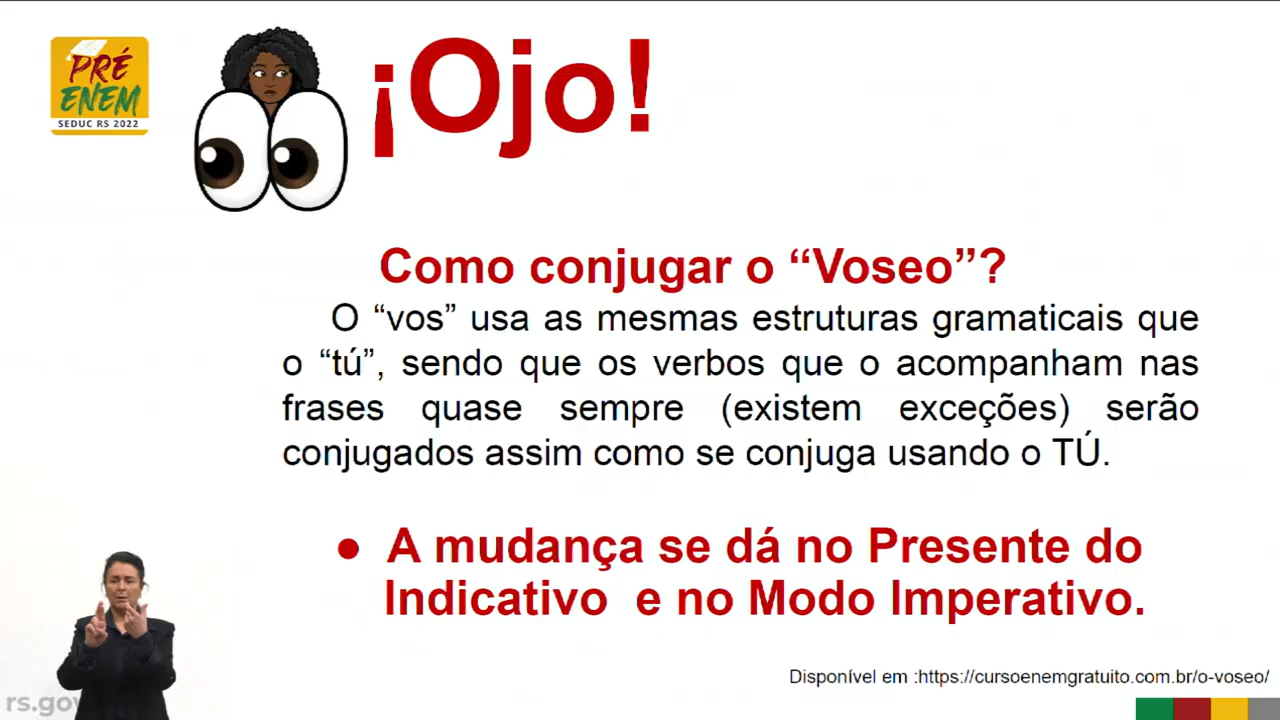 PRÉ
ENEM
SEDUC RS 2022
¡Ojo!
Como conjugar o “Voseo”?
O “vos” usa as mesmas estruturas gramaticais que
o “tú”, sendo que os verbos que o acompanham nas
frases quase sempre (existem exceções) serão
conjugados assim como se conjuga usando o TÚ.
● A mudança se dá no Presente do
Indicativo e no Modo Imperativo.
Disponível em :https://cursoenemgratuito.com.br/o-voseo/
rs.gov